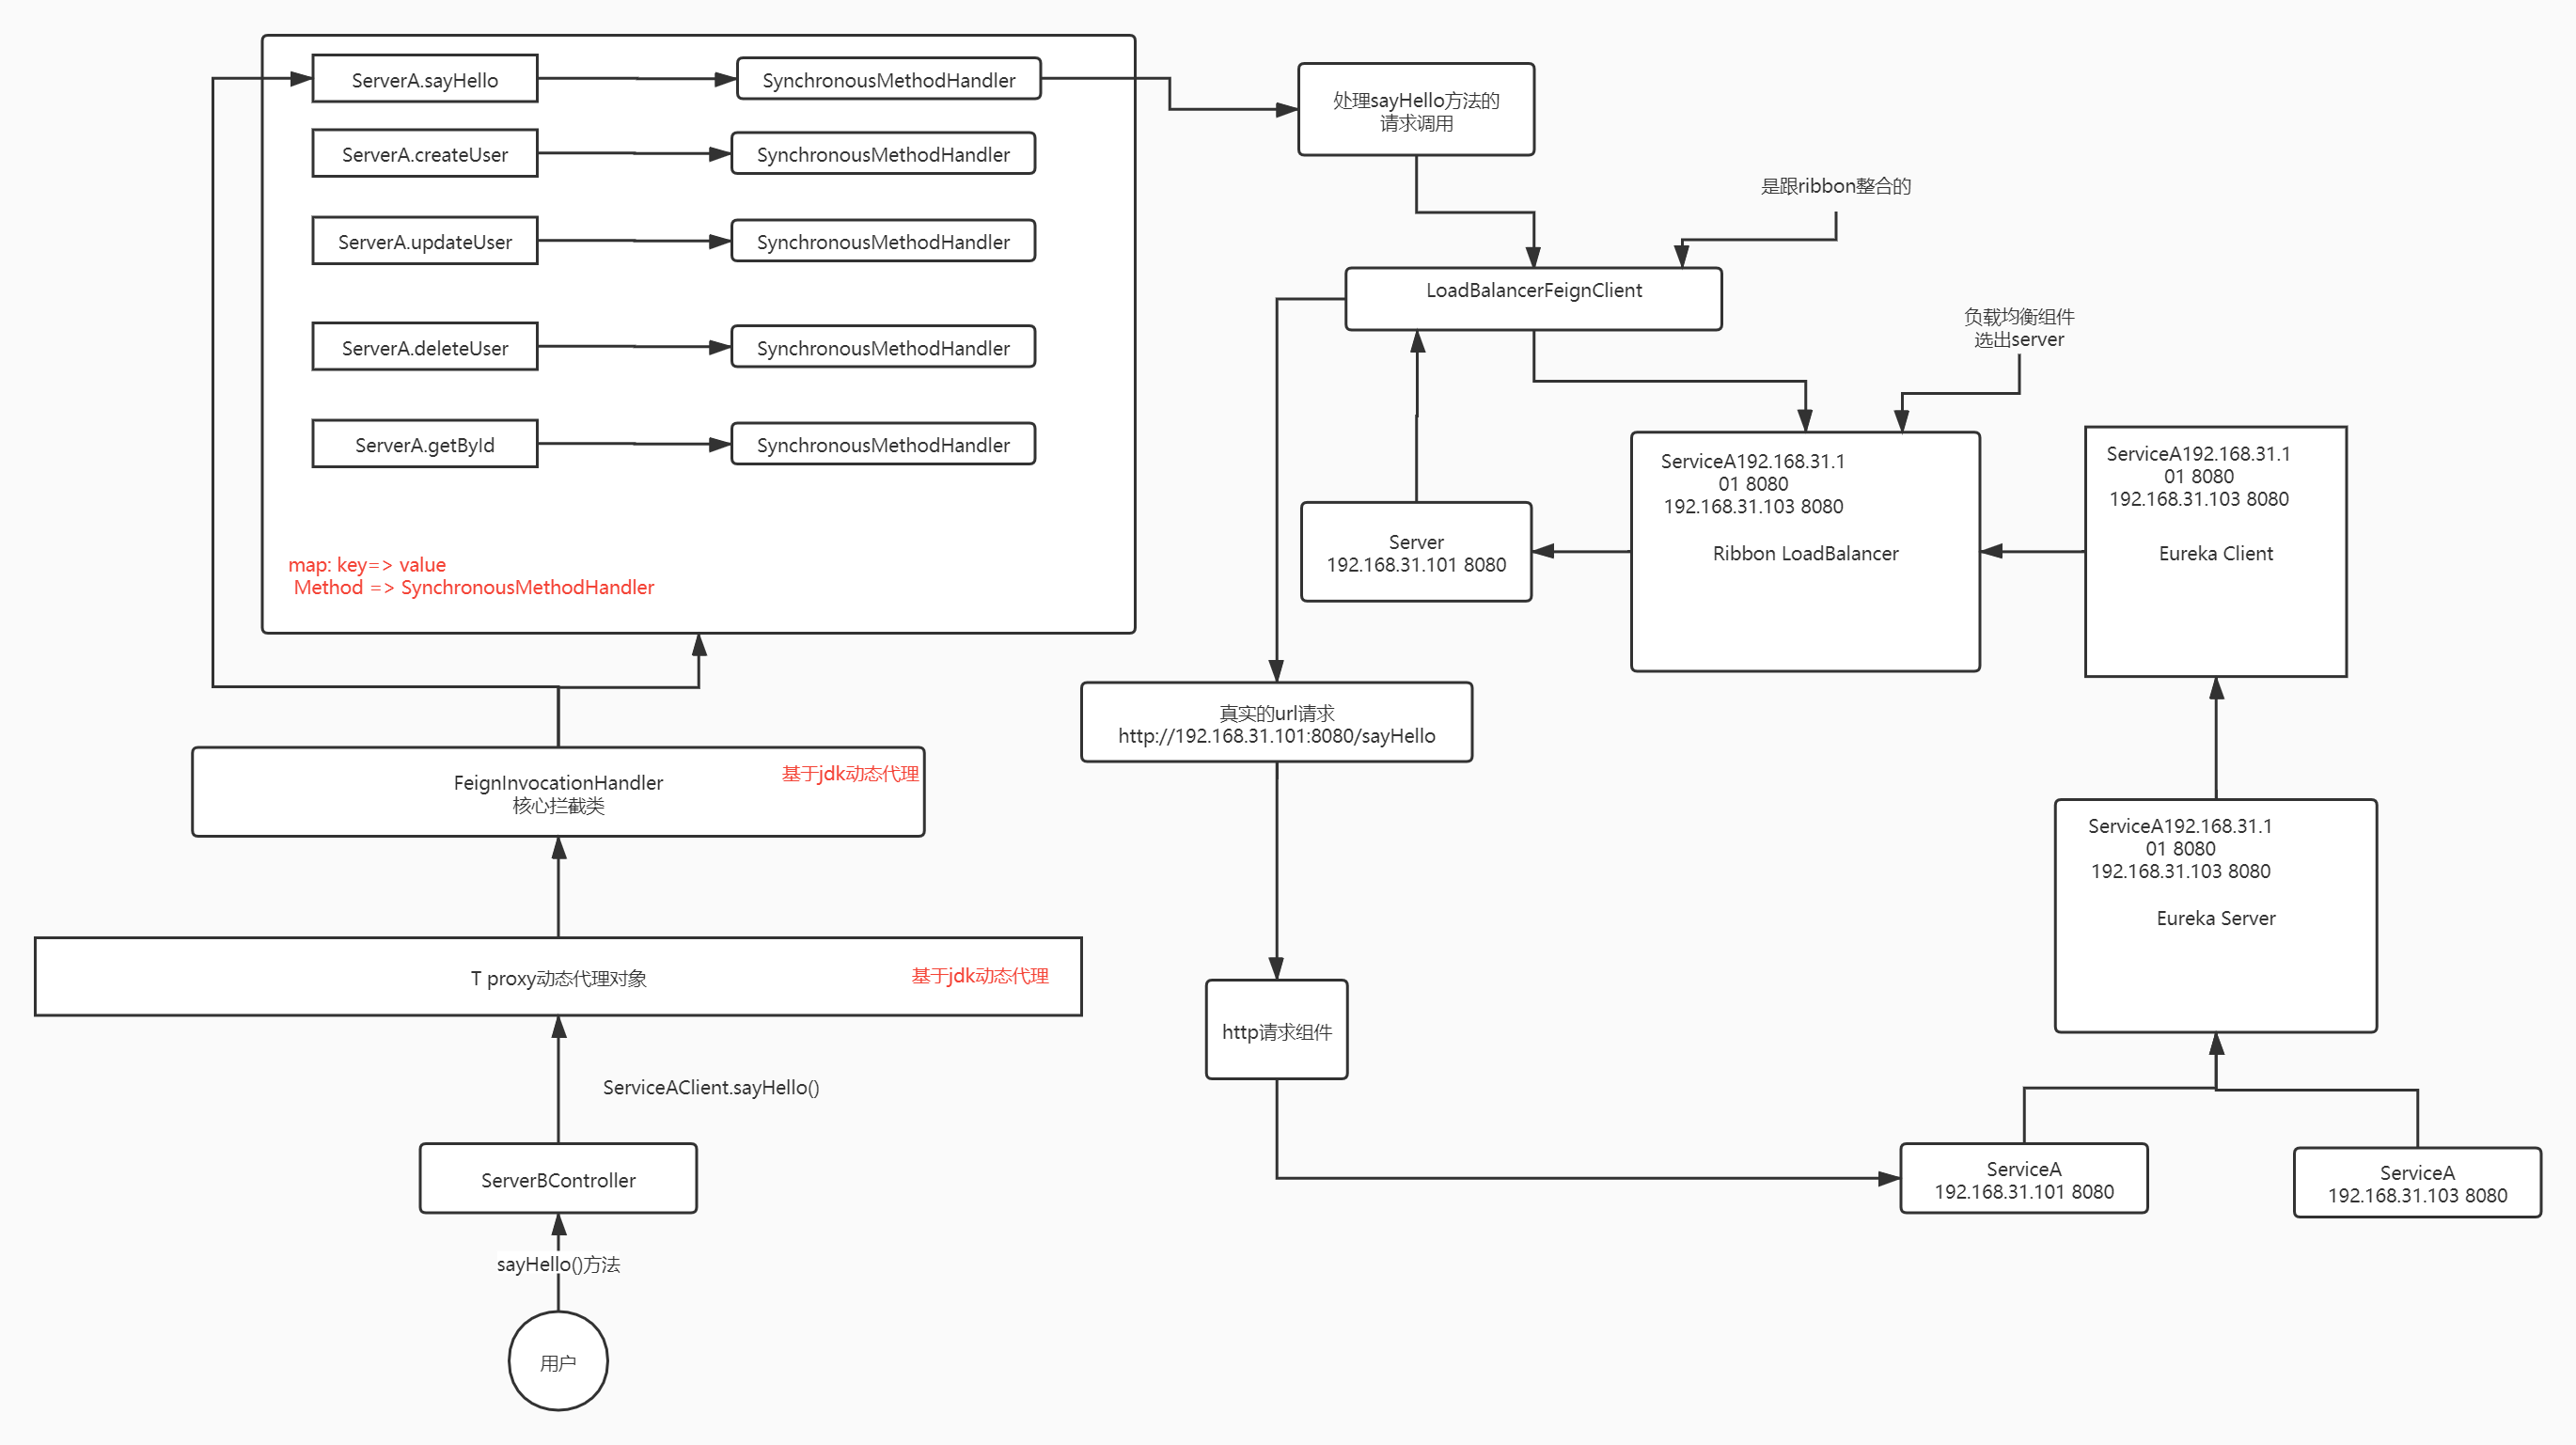 ServerA.sayHello
SynchronousMethodHandler
ServerA.createUser
SynchronousMethodHandler
ServerA.updateUser
SynchronousMethodHandler
ServerA.deleteUser
SynchronousMethodHandler
ServerA.getById
SynchronousMethodHandler
map: key=> value
Method => SynchronousMethodHandler
FeignInvocationHandler
核心拦截类
基于jdk动态代理
T proxy动态代理对象
基于jdk动态代理
ServiceAClient.sayHello()
ServerBController
sayHello()方法
用户
处理sayHello方法的
请求调用
是跟ribbon整合的
LoadBalancerFeignClient
负载均衡组件
选出server
ServiceA192.168.31.1
01 8080
192.168.31.103 8080
Ribbon LoadBalancer
ServiceA192.168.31.1
01 8080
192.168.31.103 8080
Eureka Client
Server
192.168.31.101 8080
真实的url请求
http://192.168.31.101:8080/sayHello
ServiceA192.168.31.1
01 8080
192.168.31.103 8080
Eureka Server
http请求组件
ServiceA
192.168.31.101 8080
ServiceA
192.168.31.103 8080